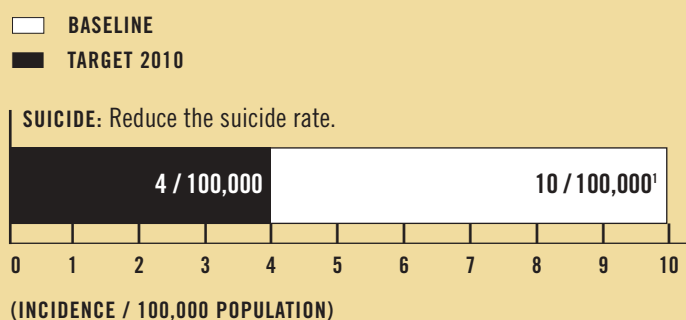 BASELINE
TARGET 2010
SUICIDE: Reduce the suicide rate.
4 / 100,000 10 / 100,000¹
0 1 2 3 4 5 6 7 8 9 10
(INCIDENCE / 100,000 POPULATION)